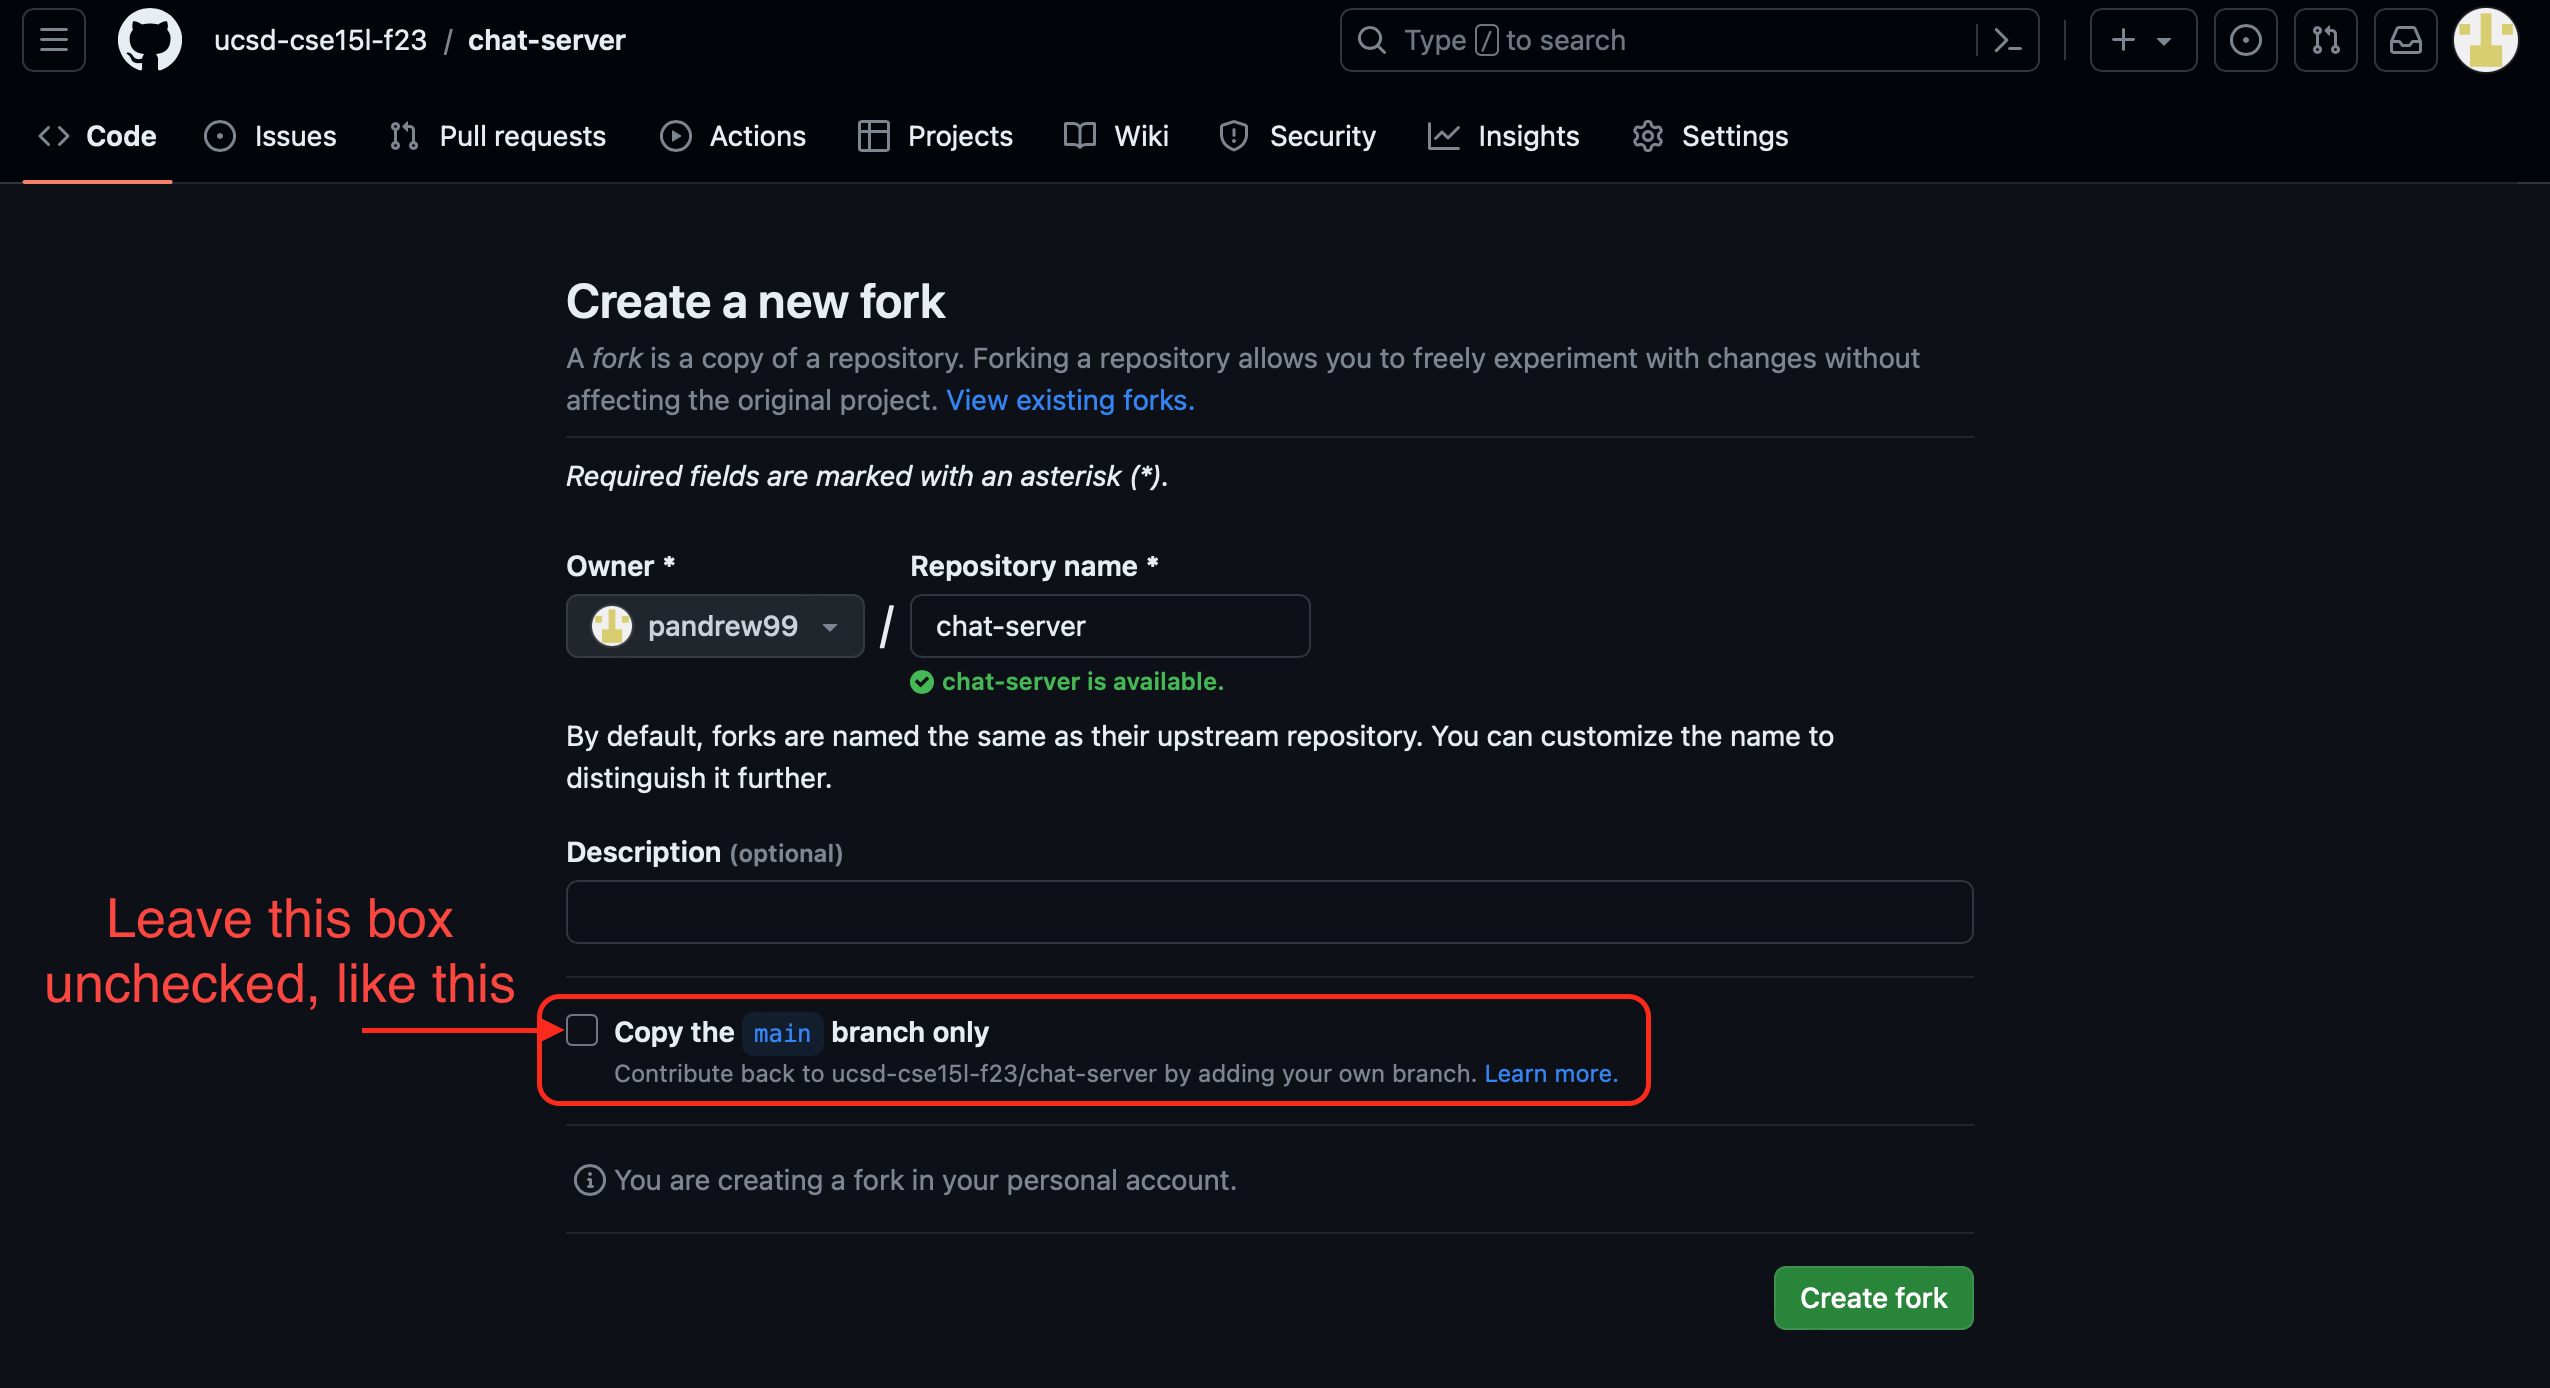 ucsd-cse15l-f23 / chat-server
Type / to search
Code Issues Pull requests Actions Projects Wiki Security Insights Settings
Create a new fork
A fork is a copy of a repository. Forking a repository allows you to freely experiment with changes without
affecting the original project. View existing forks.
Required fields are marked with an asterisk (*).
Owner * Repository name *
pandrew99 / chat-server
chat-server is available.
By default, forks are named the same as their upstream repository. You can customize the name to
distinguish it further.
Description (optional)
Leave this box
unchecked, like this
Copy the main branch only
Contribute back to ucsd-cse15l-f23/chat-server by adding your own branch. Learn more.
You are creating a fork in your personal account.
Create fork